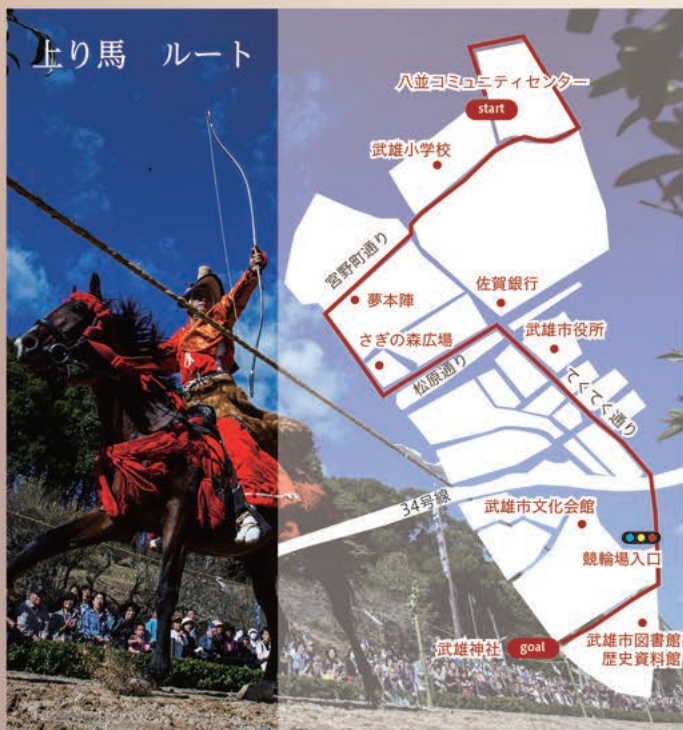 上り馬　ルート
八並コミュニティセンター
start
武雄小学校
宮野町通り
夢本陣
佐賀銀行
さぎの森広場
武雄市役所
松原通り
てくてく通り
34号線
武雄市文化会館
競輪場入口
武雄神社
goal
武雄市図書館
歴史資料館